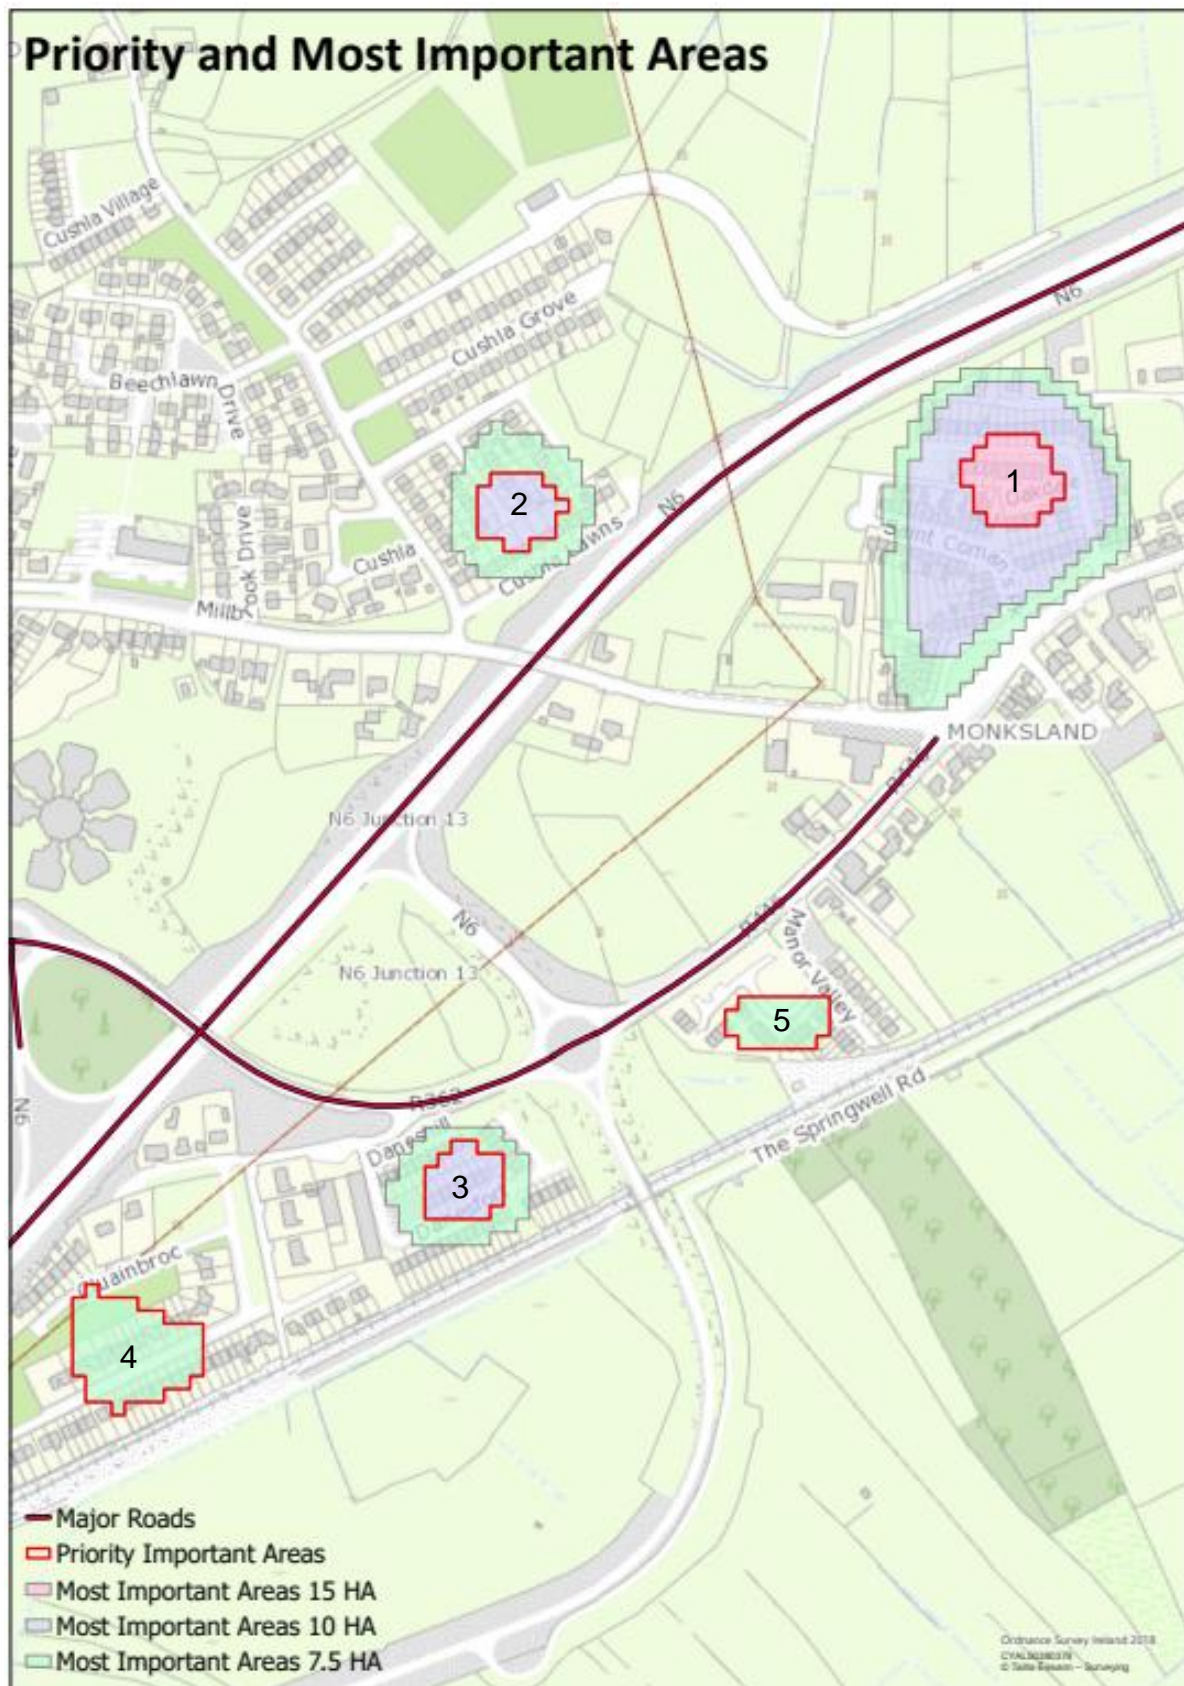 Priority and Most Important Areas
Cushla Village
Cushla Grove
Beechlawn
Drive
N6
1
2
N6
Cushla
Millbrook Drive
MONKSLAND
N6 Junction 13
N6
Manor Valley
N6 Junction 13
5
R362
The Springwell Rd
N6
3
4
Major Roads
Priority Important Areas
Most Important Areas 15 HA
Most Important Areas 10 HA
Most Important Areas 7.5 HA
Ordnance Survey Ireland 2018